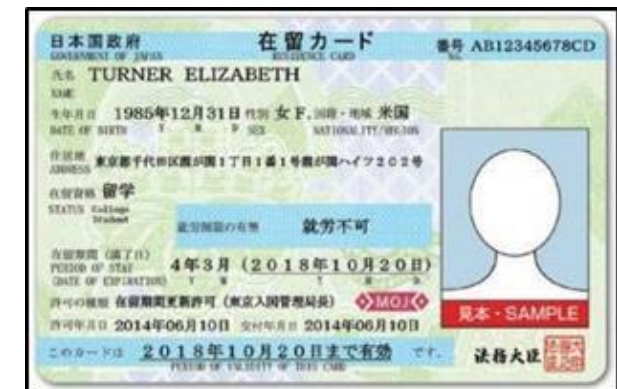 日本国政府 在留カード 番号 AB12345678CD
GOVERNMENT OF JAPAN RESIDENCE CARD No.
氏名 TURNER ELIZABETH
NAME
生年月日 1985年12月31日 性別 女 F. 国籍・地域 米国
DATE OF BIRTH Y M D SEX NATIONALITY/REGION
住居地 東京都千代田区霞が関1丁目1番1号霞が関ハイツ202号
ADDRESS
在留資格 留学
STATUS College
Student
就労制限の有無 就労不可
在留期間(満了日)
PERIOD OF STAY 4年3月(2018年10月20日)
(DATE OF EXPIRATION) Y M Y M D
許可の種類 在留期間更新許可(東京入国管理局長) MOJ
見本・SAMPLE
許可年月日 2014年06月10日 交付年月日 2014年06月10日
このカードは 2018年10月20日まで有効 です。
PERIOD OF VALIDITY OF THIS CARD
法務大臣